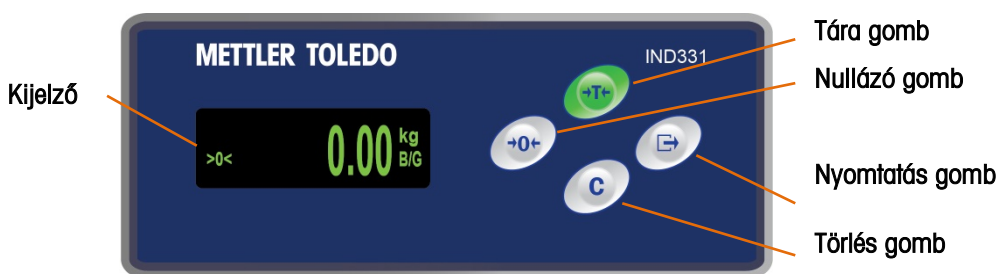 METTLER TOLEDO
IND331
Tára gomb
Nullázó gomb
Kijelző
>0<
0.00 kg
B/G
→T←
→0←
C
Nyomtatás gomb
Törlés gomb